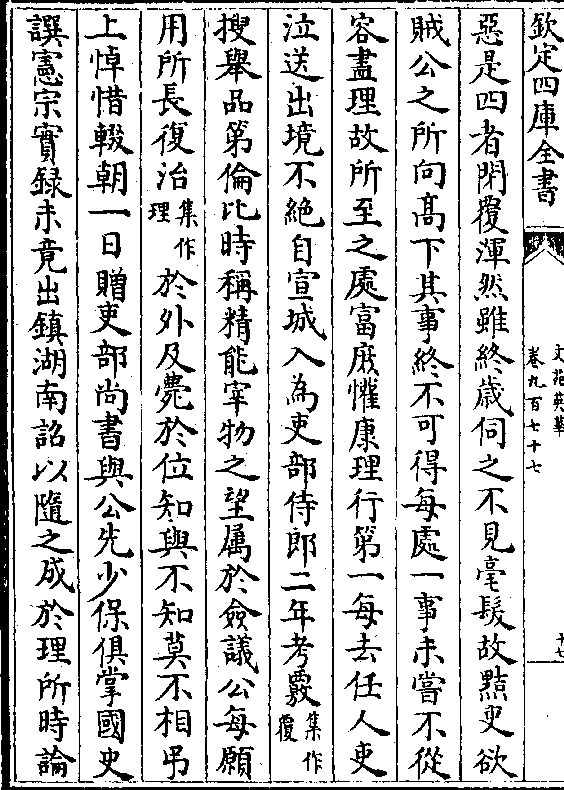 欽定四庫全書
文苑英華
卷九百七十七
十七
惡是四者閉覆渾然雖終歳伺之不見毫髮故黠吏欲
賊公之所向髙下其事終不可得每處一事未嘗不從
容盡理故所至之處富庶懽康理行第一每去任人吏
泣送出境不絶自宣城入為吏部侍郎二年考覈集作覆
搜舉品第倫比時稱精能宰物之望属於僉議公每願
用所長復治集作理於外及薨於位知與不知莫不相弔
上悼惜輟朝一日贈吏部尚書與公先少保俱掌國史
譔憲宗實録未竟出鎮湖南詔以隨之成於理所時論